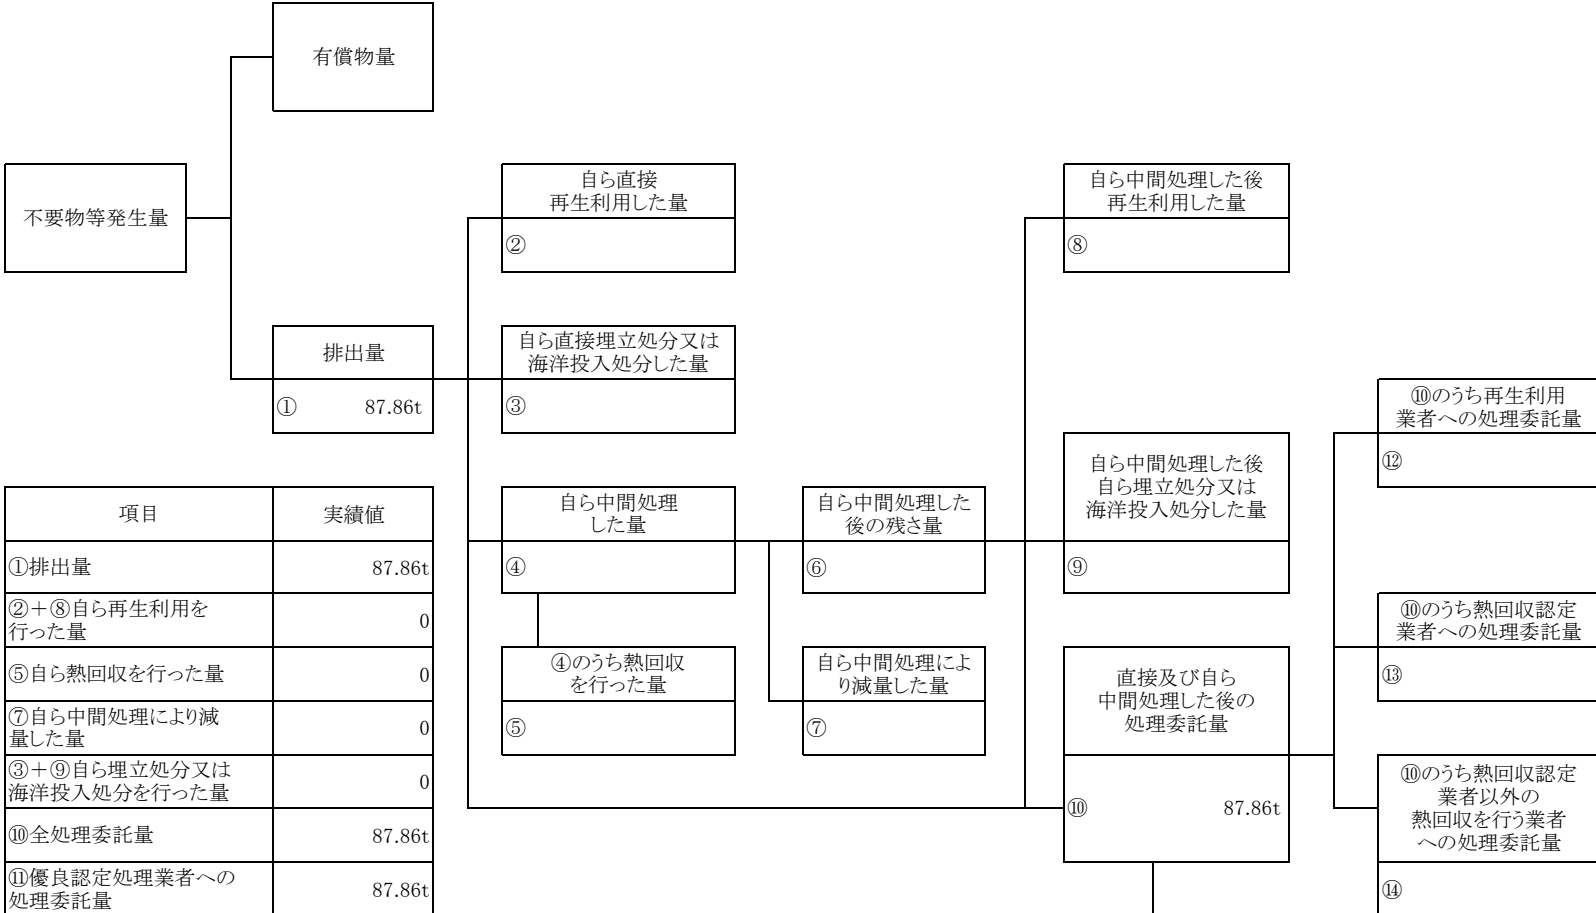 有償物量
不要物等発生量
自ら直接
再生利用した量
②
自ら中間処理した後
再生利用した量
⑧
排出量
① 87.86t
自ら直接埋立処分又は
海洋投入処分した量
③
⑩のうち再生利用
業者への処理委託量
⑫
自ら中間処理した後
自ら埋立処分又は
海洋投入処分した量
⑨
自ら中間処理
した量
④
自ら中間処理した
後の残さ量
⑥
⑩のうち熱回収認定
業者への処理委託量
⑬
④のうち熱回収
を行った量
⑤
自ら中間処理によ
り減量した量
⑦
直接及び自ら
中間処理した後の
処理委託量
⑩ 87.86t
⑩のうち熱回収認定
業者以外の
熱回収を行う業者
への処理委託量
⑭
項目 実績値
①排出量 87.86t
②+⑧自ら再生利用を
行った量 0
⑤自ら熱回収を行った量 0
⑦自ら中間処理により減
量した量 0
③+⑨自ら埋立処分又は
海洋投入処分を行った量 0
⑩全処理委託量 87.86t
⑪優良認定処理業者への
処理委託量 87.86t